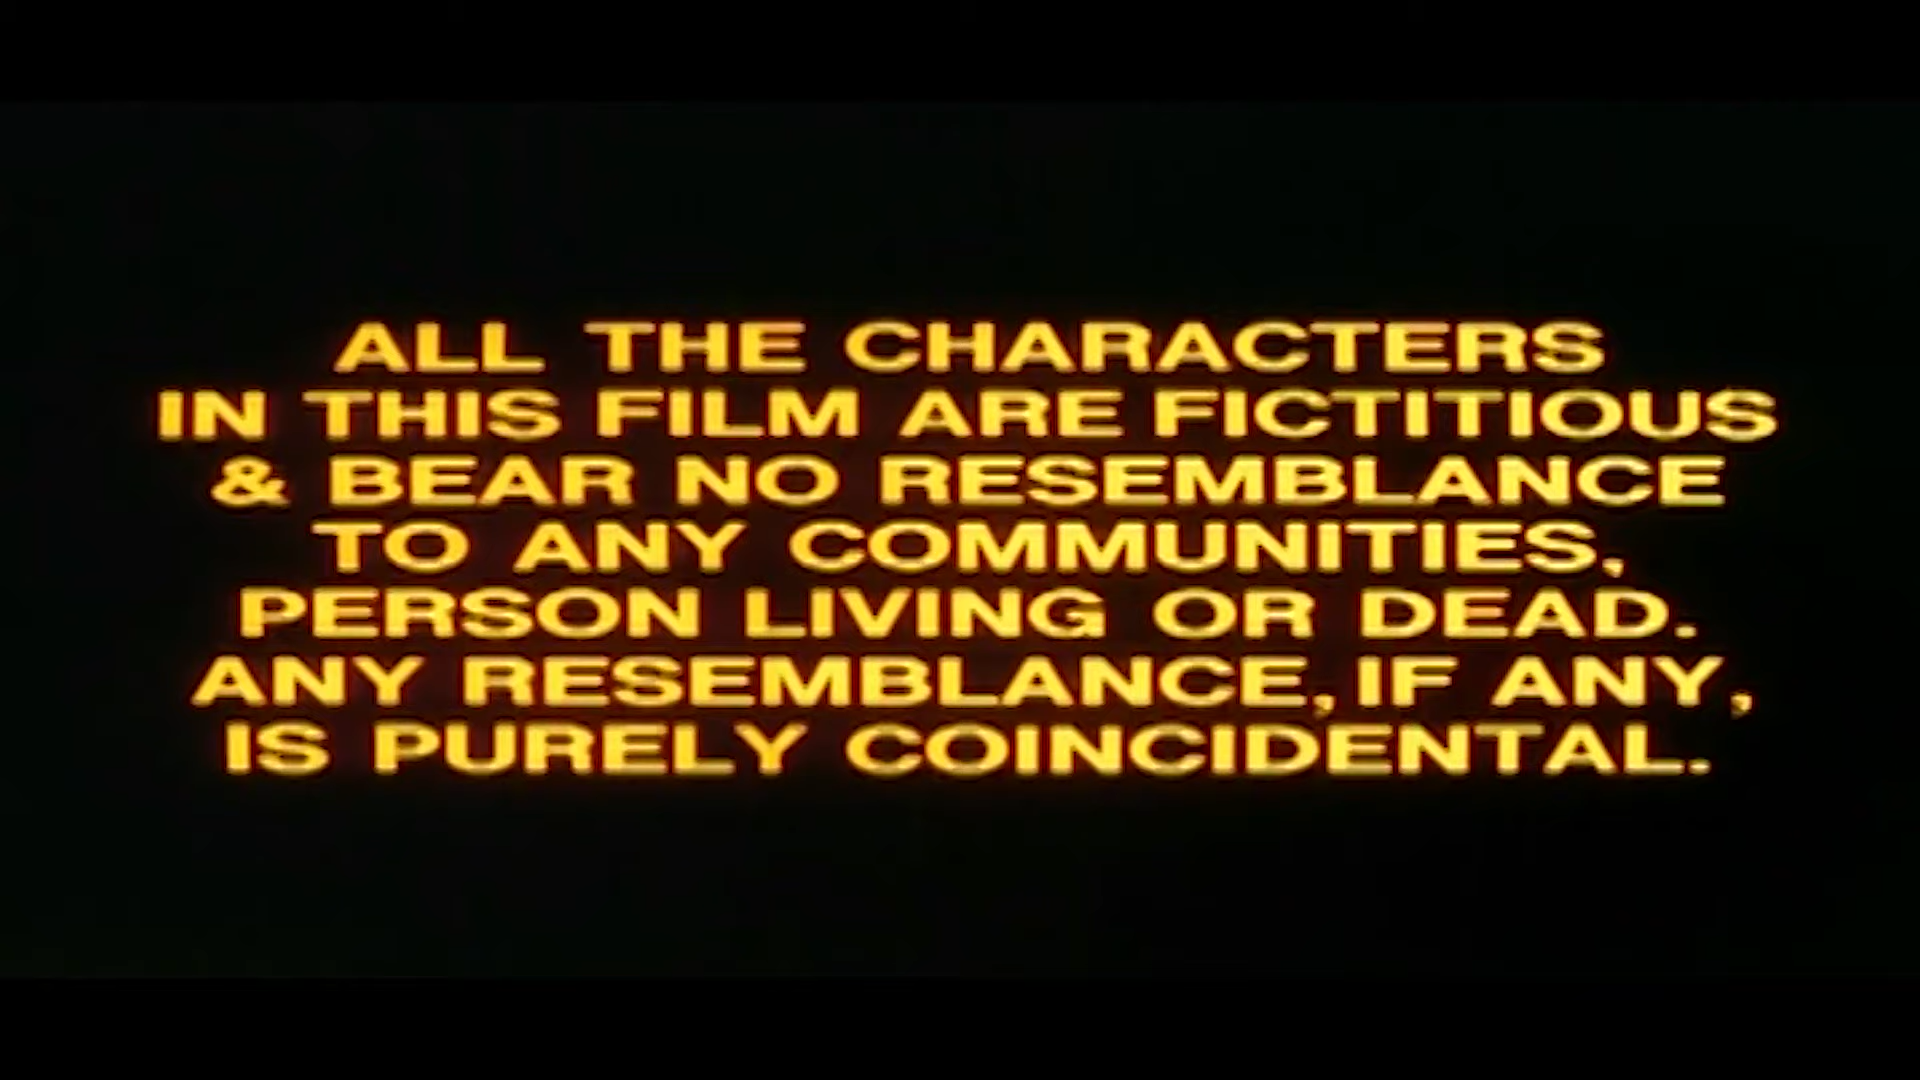 ALL THE CHARACTERS
IN THIS FILM ARE FICTITIOUS
& BEAR NO RESEMBLANCE
TO ANY COMMUNITIES,
PERSON LIVING OR DEAD.
ANY RESEMBLANCE, IF ANY,
IS PURELY COINCIDENTAL.